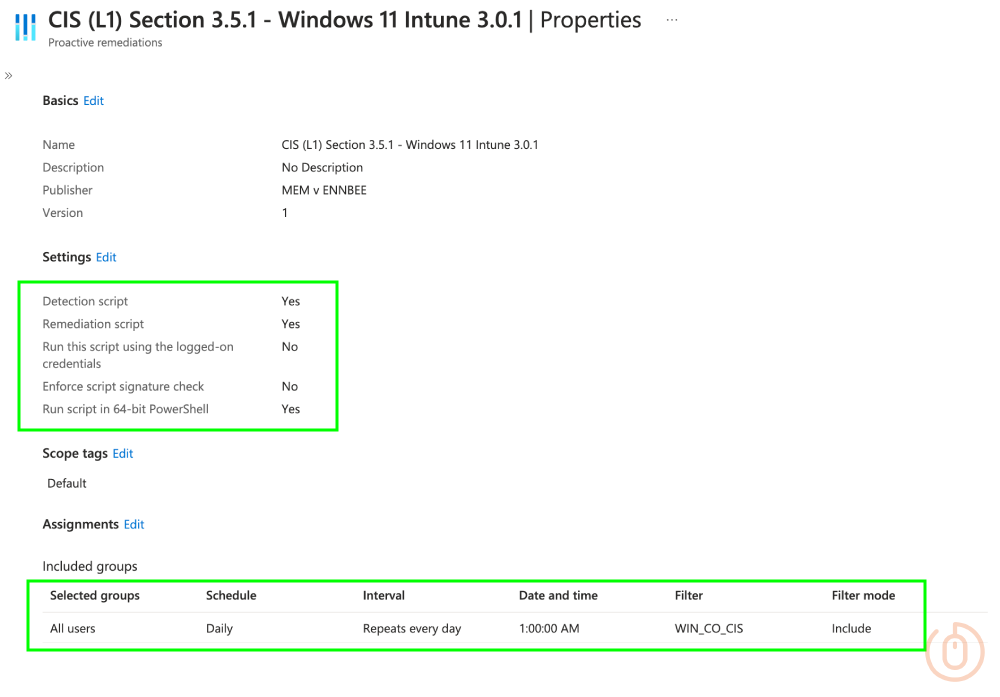 CIS (L1) Section 3.5.1 - Windows 11 Intune 3.0.1 | Properties ...
Proactive remediations
»
Basics Edit
Name CIS (L1) Section 3.5.1 - Windows 11 Intune 3.0.1
Description No Description
Publisher MEM v ENNBEE
Version 1
Settings Edit
Detection script Yes
Remediation script Yes
Run this script using the logged-on No
credentials
Enforce script signature check No
Run script in 64-bit PowerShell Yes
Scope tags Edit
Default
Assignments Edit
Included groups
Selected groups Schedule Interval Date and time Filter Filter mode
All users Daily Repeats every day 1:00:00 AM WIN_CO_CIS Include